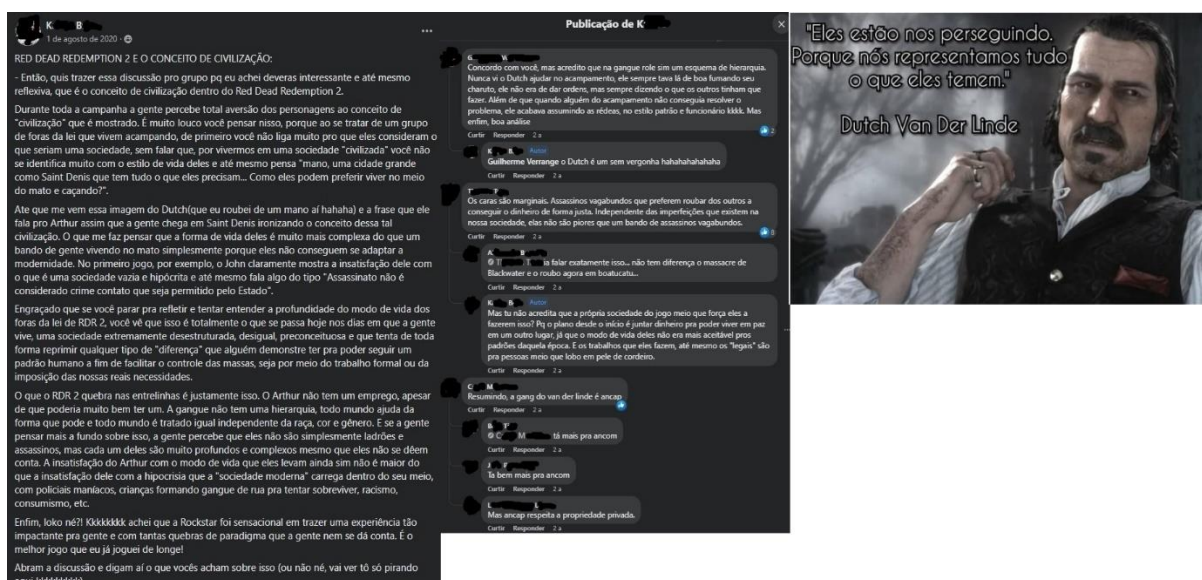 K B
1 de agosto de 2020 ·
RED DEAD REDEMPTION 2 E O CONCEITO DE CIVILIZAÇÃO:
- Então, quis trazer essa discussão pro grupo pq eu achei deveras interessante e até mesmo
reflexiva, que é o conceito de civilização dentro do Red Dead Redemption 2.
Durante toda a campanha a gente percebe total aversão dos personagens ao conceito de
"civilização" que é mostrado. É muito louco você pensar nisso, porque ao se tratar de um grupo
de foras da lei que vivem acampando, de primeiro você não liga muito pro que eles consideram o
que seriam uma sociedade, sem falar que, por vivermos em uma sociedade "civilizada" você não
se identifica muito com o estilo de vida deles e até mesmo pensa "mano, uma cidade grande
como Saint Denis que tem tudo o que eles precisam... Como eles podem preferir viver no meio
do mato e caçando?".
Ate que me vem essa imagem do Dutch(que eu roubei de um mano aí hahaha) e a frase que ele
fala pro Arthur assim que a gente chega em Saint Denis ironizando o conceito dessa tal
civilização. O que me faz pensar que a forma de vida deles é muito mais complexa do que um
bando de gente vivendo no mato simplesmente porque eles não conseguem se adaptar a
modernidade. No primeiro jogo, por exemplo, o John claramente mostra a insatisfação dele com
o que é uma sociedade vazia e hipócrita e até mesmo fala algo do tipo "Assassinato não é
considerado crime contato que seja permitido pelo Estado".
Engraçado que se você parar pra refletir e tentar entender a profundidade do modo de vida dos
foras da lei de RDR 2, você vê que isso é totalmente o que se passa hoje nos dias em que a gente
vive, uma sociedade extremamente desestruturada, desigual, preconceituosa e que tenta de toda
forma reprimir qualquer tipo de "diferença" que alguém demonstre ter pra poder seguir um
padrão humano a fim de facilitar o controle das massas, seja por meio do trabalho formal ou da
imposição das nossas reais necessidades.
O que o RDR 2 quebra nas entrelinhas é justamente isso. O Arthur não tem um emprego, apesar
de que poderia muito bem ter um. A gangue não tem uma hierarquia, todo mundo ajuda da
forma que pode e todo mundo é tratado igual independente da raça, cor e gênero. E se a gente
pensar mais a fundo sobre isso, a gente percebe que eles não são simplesmente ladrões e
assassinos, mas cada um deles são muito profundos e complexos mesmo que eles não se dêem
conta. A insatisfação do Arthur com o modo de vida que eles levam ainda sim não é maior do
que a insatisfação dele com a hipocrisia que a "sociedade moderna" carrega dentro do seu meio,
com policiais maníacos, crianças formando gangue de rua pra tentar sobreviver, racismo,
consumismo, etc.
Enfim, loko né?! Kkkkkkkk achei que a Rockstar foi sensacional em trazer uma experiência tão
impactante pra gente e com tantas quebras de paradigma que a gente nem se dá conta. É o
melhor jogo que eu já joguei de longe!
Abram a discussão e digam aí o que vocês acham sobre isso (ou não né, vai ver tô só pirando
Publicação de K
Concordo com você, mas acredito que na gangue role sim um esquema de hierarquia.
Nunca vi o Dutch ajudar no acampamento, ele sempre tava lá de boa fumando seu
charuto, ele não era de dar ordens, mas sempre dizendo o que os outros tinham que
fazer. Além de que quando alguém do acampamento não conseguia resolver o
problema, ele acabava assumindo as rédeas, no estilo patrão e funcionário kkkk. Mas
enfim, boa análise
Curtir Responder 2 a
2
Autor
Guilherme Verrange o Dutch é um sem vergonha hahahahahahaha
Curtir Responder 2 a
Os caras são marginais. Assassinos vagabundos que preferem roubar dos outros a
conseguir o dinheiro de forma justa. Independente das imperfeições que existem na
nossa sociedade, elas não são piores que um bando de assassinos vagabundos.
Curtir Responder 2 a
8
ia falar exatamente isso... não tem diferença o massacre de
Blackwater e o roubo agora em boatucatu...
Curtir Responder 2 a
Autor
Mas tu não acredita que a própria sociedade do jogo meio que força eles a
fazerem isso? Pq o plano desde o início é juntar dinheiro pra poder viver em paz
em um outro lugar, já que o modo de vida deles não era mais aceitável pros
padrões daquela época. E os trabalhos que eles fazem, até mesmo os "legais" são
pra pessoas meio que lobo em pele de cordeiro.
Curtir Responder 2 a
C M
Resumindo, a gang do van der linde é ancap
Curtir Responder 2 a
C M tá mais pra ancom
Curtir Responder 2 a
Ta bem mais pra ancom
Curtir Responder 2 a
Mas ancap respeita a propriedade privada.
Curtir Responder 2 a
"Eles estão nos perseguindo.
Porque nós representamos tudo
o que eles temem."
Dutch Van Der Linde